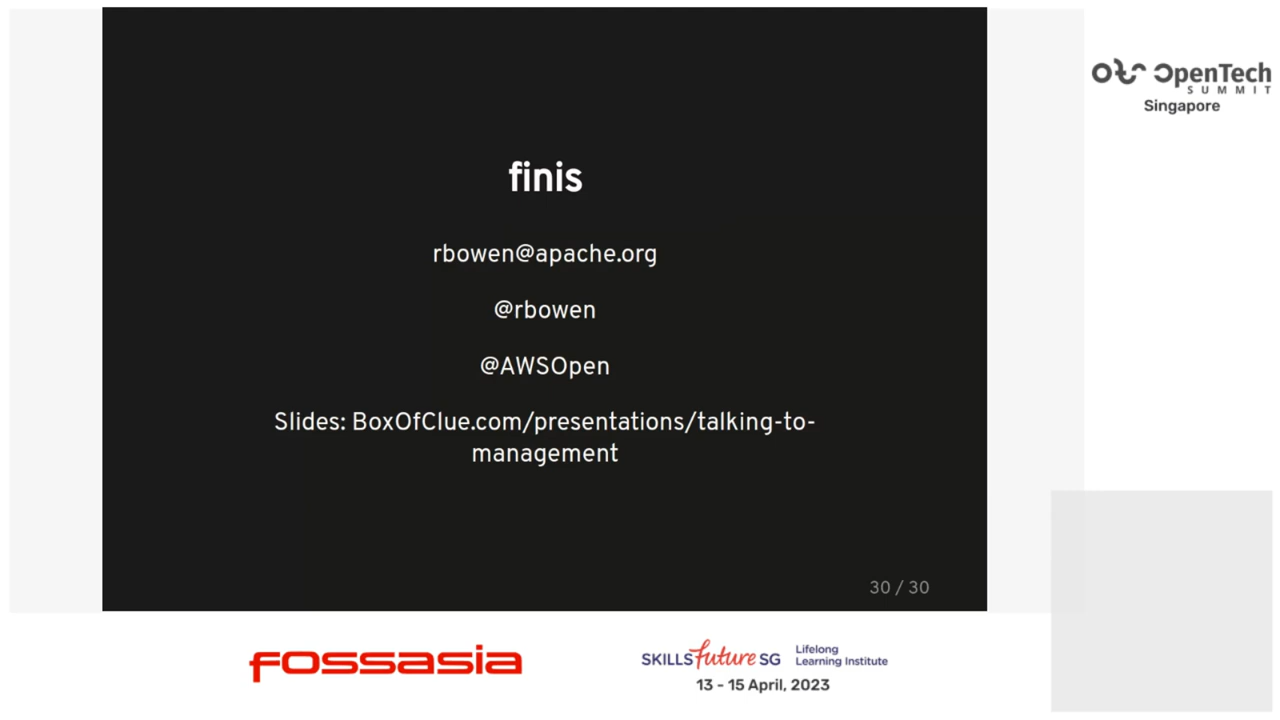 finis
rbowen@apache.org
@rbowen
@AWSOpen
Slides: BoxOfClue.com/presentations/talking-to-
management
30 / 30
OpenTech
SUMMIT
Singapore
FOSSASIA
SKILLSfuture SG
Lifelong
Learning Institute
13 - 15 April, 2023